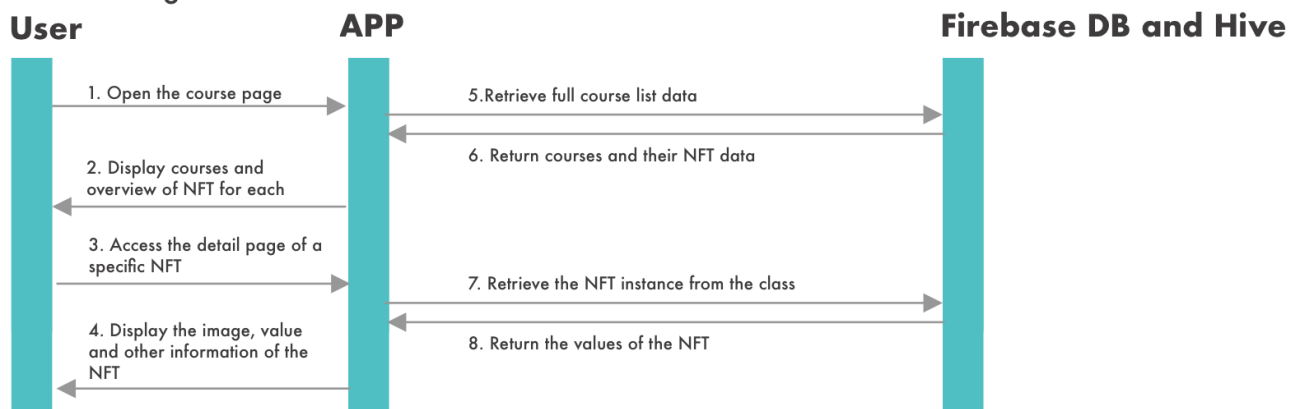 User
APP
Firebase DB and Hive
1. Open the course page
5.Retrieve full course list data
6. Return courses and their NFT data
2. Display courses and
overview of NFT for each
3. Access the detail page of a
specific NFT
7. Retrieve the NFT instance from the class
4. Display the image, value
and other information of the
NFT
8. Return the values of the NFT